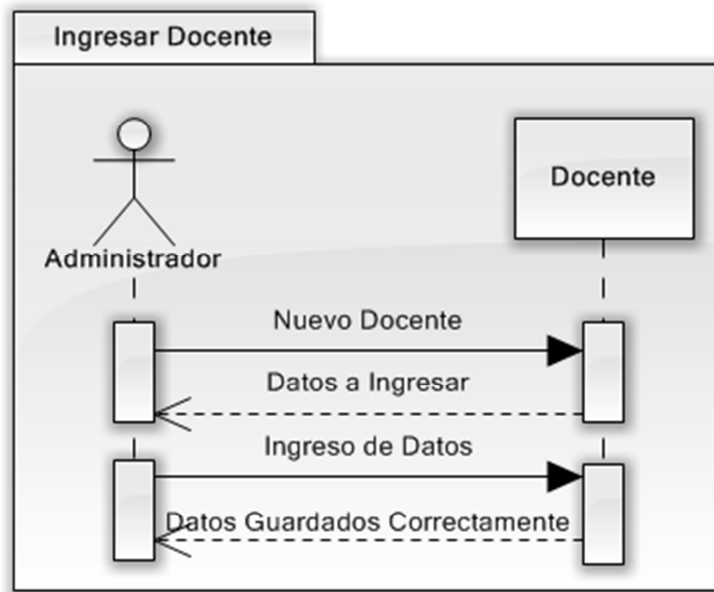 Ingresar Docente
Docente
Administrador
Nuevo Docente
Datos a Ingresar
Ingreso de Datos
Datos Guardados Correctamente